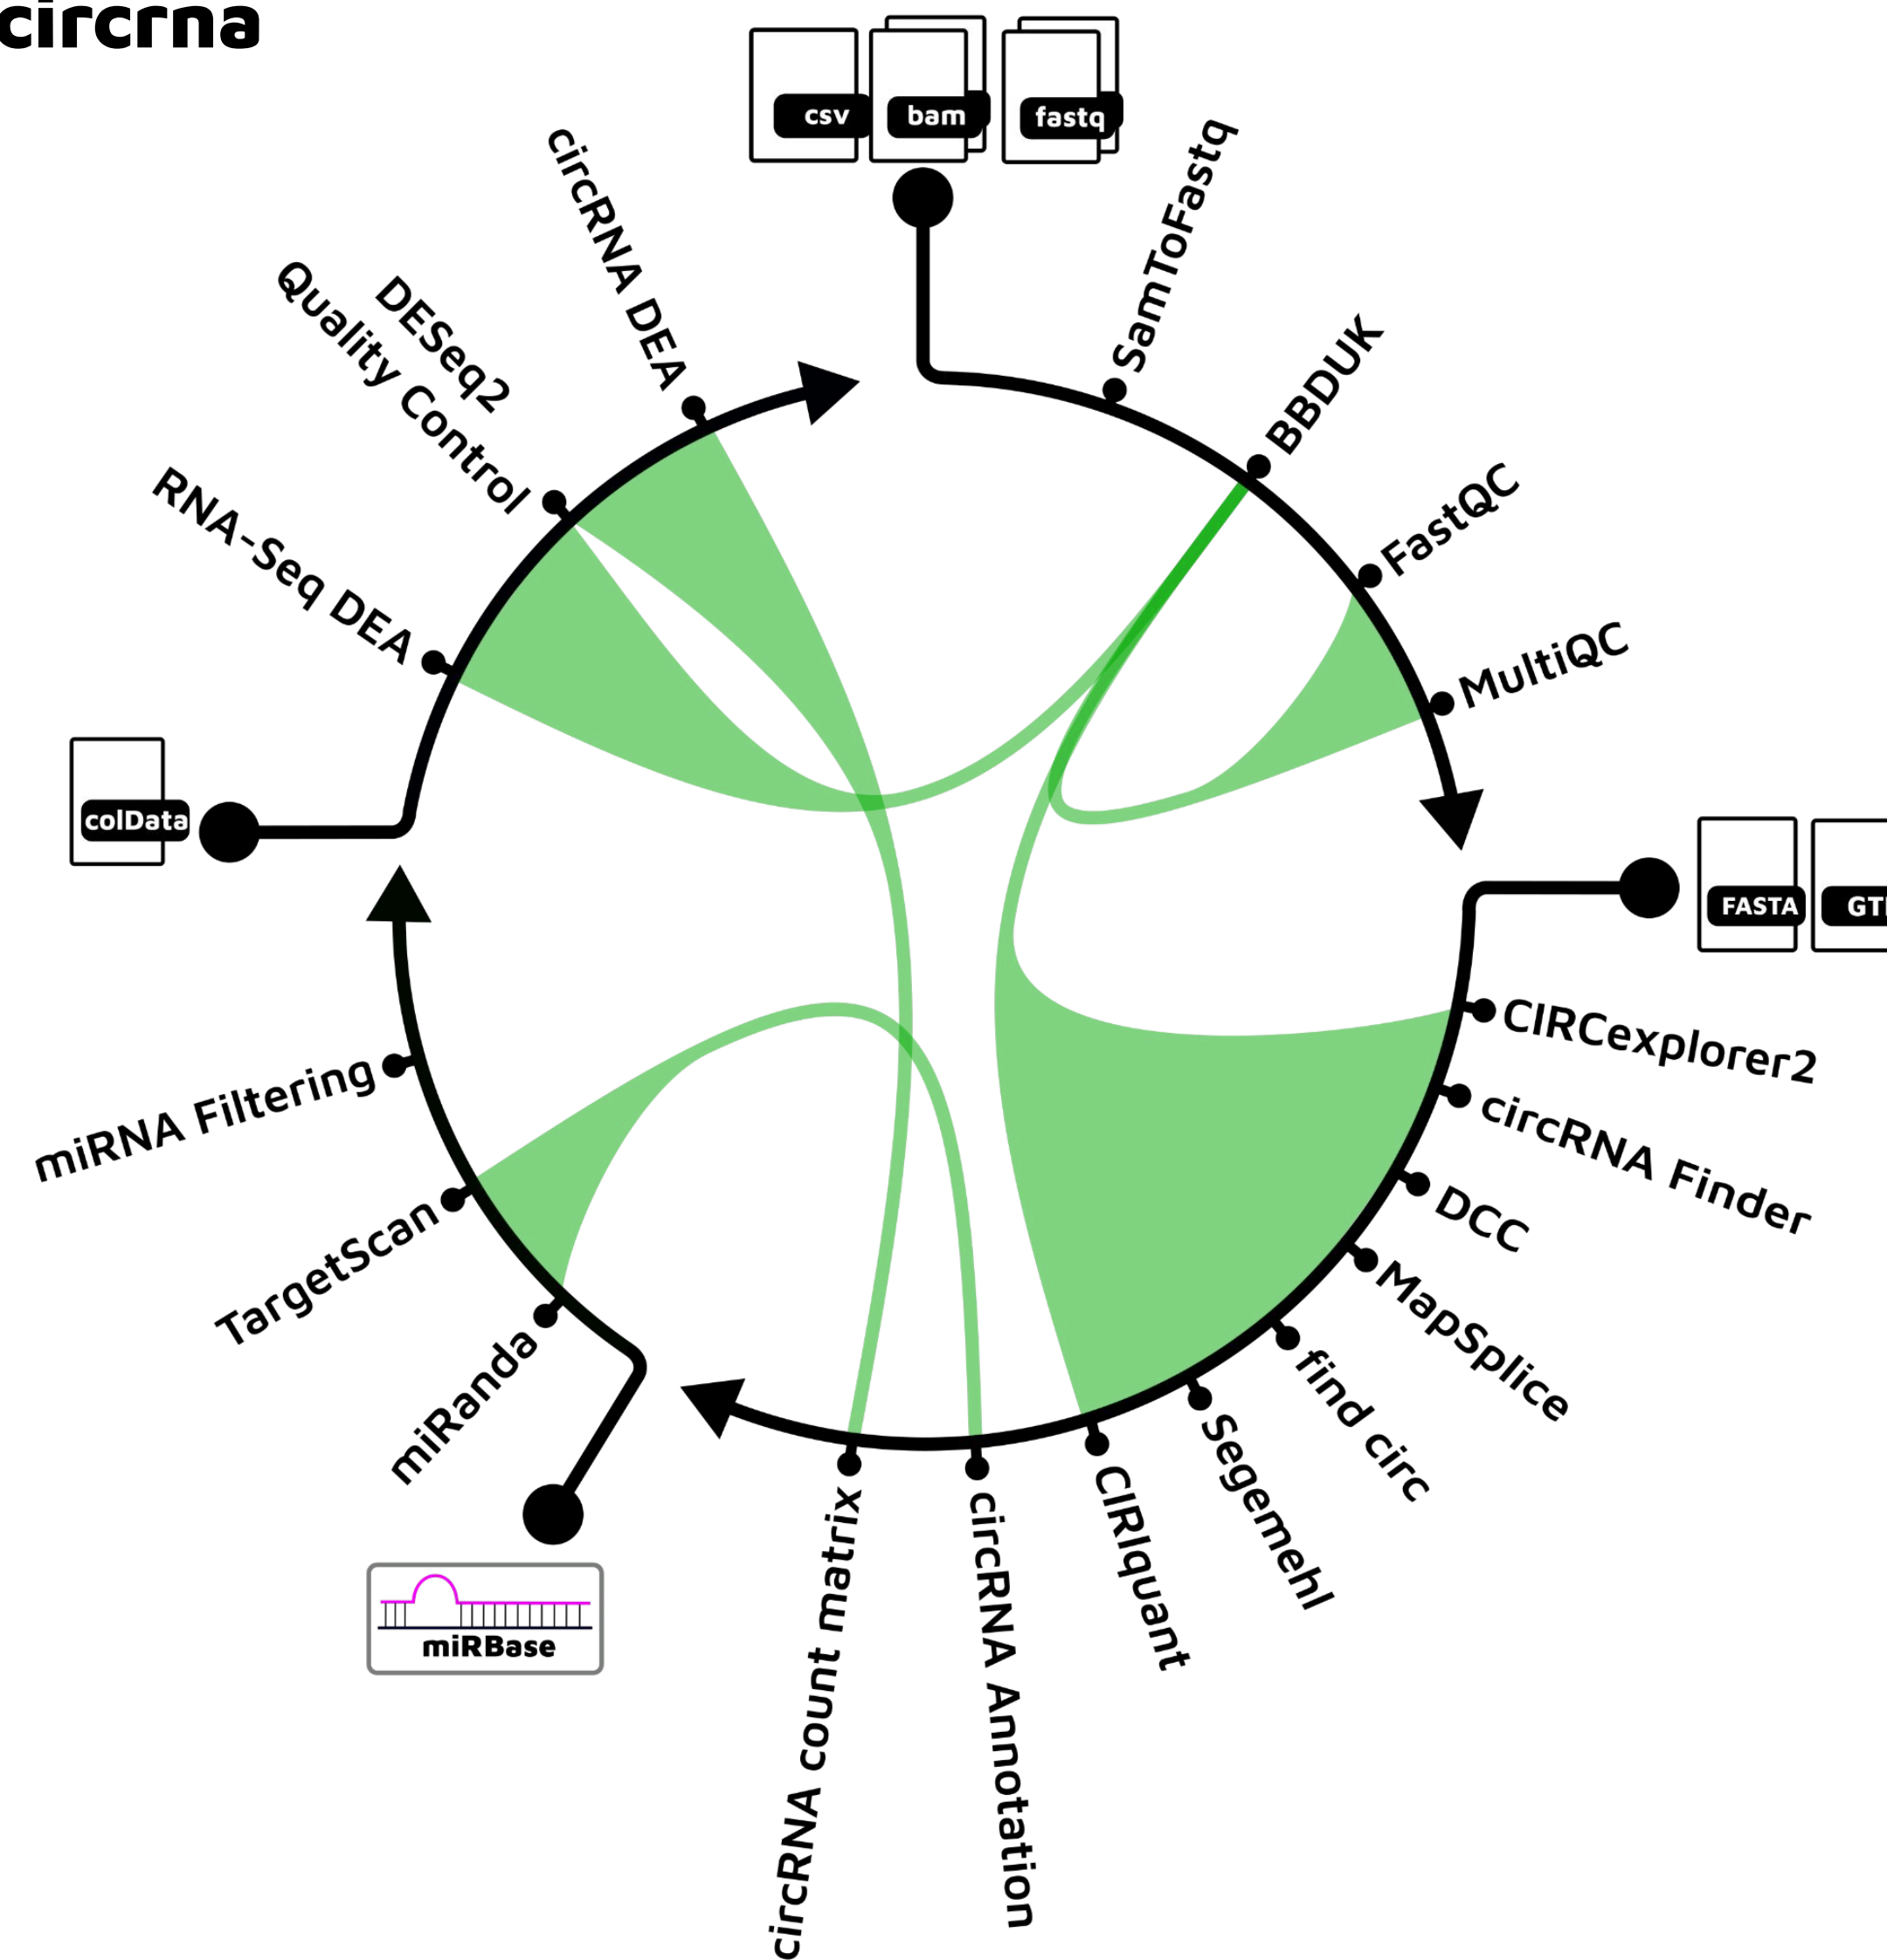 circrna
csv
bam
fastq
SamToFastq
BBDUK
FastQC
MultiQC
FASTA
CIRCexplorer2
circRNA Finder
DCC
MapSplice
find circ
Segemehl
CIRIquant
circRNA Annotation
circRNA count matrix
miRBase
miRanda
TargetScan
miRNA Filtering
colData
RNA-Seq DEA
DESeq2
Quality Control
circRNA DEA